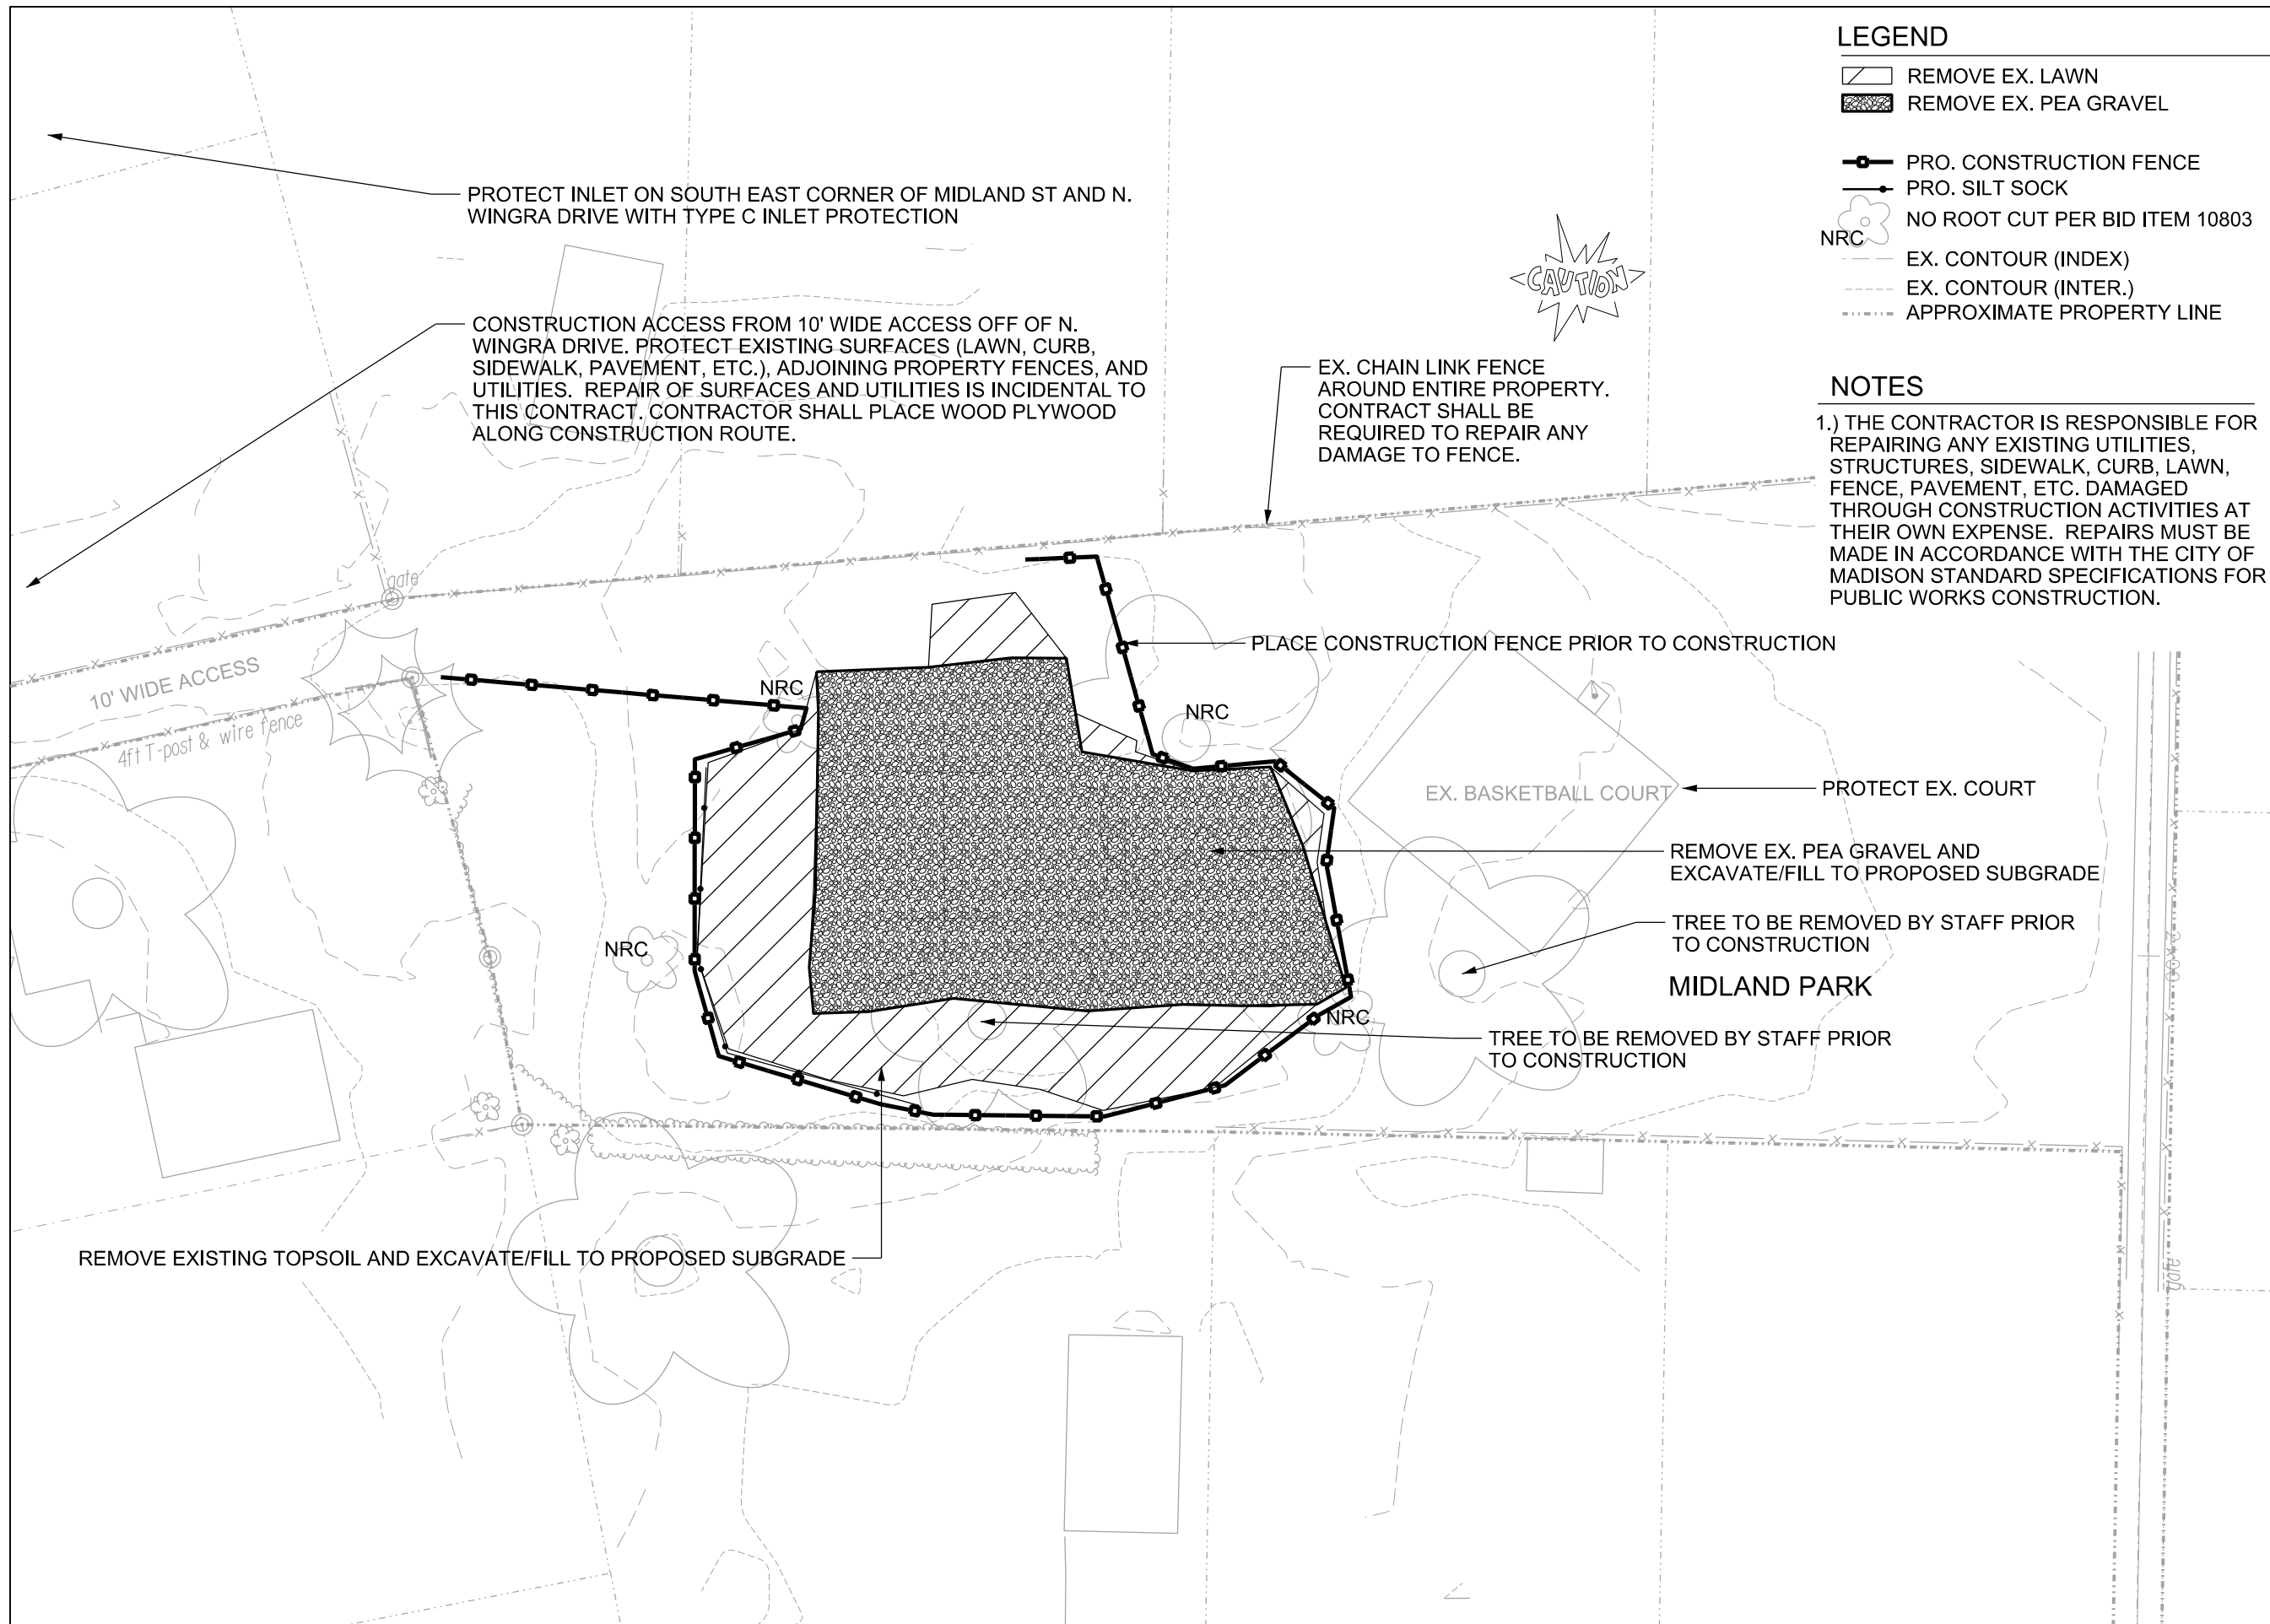 LEGEND
REMOVE EX. LAWN
REMOVE EX. PEA GRAVEL
PRO. CONSTRUCTION FENCE
PRO. SILT SOCK
NO ROOT CUT PER BID ITEM 10803
NRC
EX. CONTOUR (INDEX)
EX. CONTOUR (INTER.)
APPROXIMATE PROPERTY LINE
NOTES
1.) THE CONTRACTOR IS RESPONSIBLE FOR
REPAIRING ANY EXISTING UTILITIES,
STRUCTURES, SIDEWALK, CURB, LAWN,
FENCE, PAVEMENT, ETC. DAMAGED
THROUGH CONSTRUCTION ACTIVITIES AT
THEIR OWN EXPENSE. REPAIRS MUST BE
MADE IN ACCORDANCE WITH THE CITY OF
MADISON STANDARD SPECIFICATIONS FOR
PUBLIC WORKS CONSTRUCTION.
PROTECT INLET ON SOUTH EAST CORNER OF MIDLAND ST AND N.
WINGRA DRIVE WITH TYPE C INLET PROTECTION
CAUTION
CONSTRUCTION ACCESS FROM 10' WIDE ACCESS OFF OF N.
WINGRA DRIVE. PROTECT EXISTING SURFACES (LAWN, CURB,
SIDEWALK, PAVEMENT, ETC.), ADJOINING PROPERTY FENCES, AND
UTILITIES. REPAIR OF SURFACES AND UTILITIES IS INCIDENTAL TO
THIS CONTRACT. CONTRACTOR SHALL PLACE WOOD PLYWOOD
ALONG CONSTRUCTION ROUTE.
EX. CHAIN LINK FENCE
AROUND ENTIRE PROPERTY.
CONTRACT SHALL BE
REQUIRED TO REPAIR ANY
DAMAGE TO FENCE.
gate
10' WIDE ACCESS
4ft T-post & wire fence
PLACE CONSTRUCTION FENCE PRIOR TO CONSTRUCTION
NRC
NRC
EX. BASKETBALL COURT
PROTECT EX. COURT
REMOVE EX. PEA GRAVEL AND
EXCAVATE/FILL TO PROPOSED SUBGRADE
NRC
TREE TO BE REMOVED BY STAFF PRIOR
TO CONSTRUCTION
MIDLAND PARK
NRC
TREE TO BE REMOVED BY STAFF PRIOR
TO CONSTRUCTION
REMOVE EXISTING TOPSOIL AND EXCAVATE/FILL TO PROPOSED SUBGRADE
gate